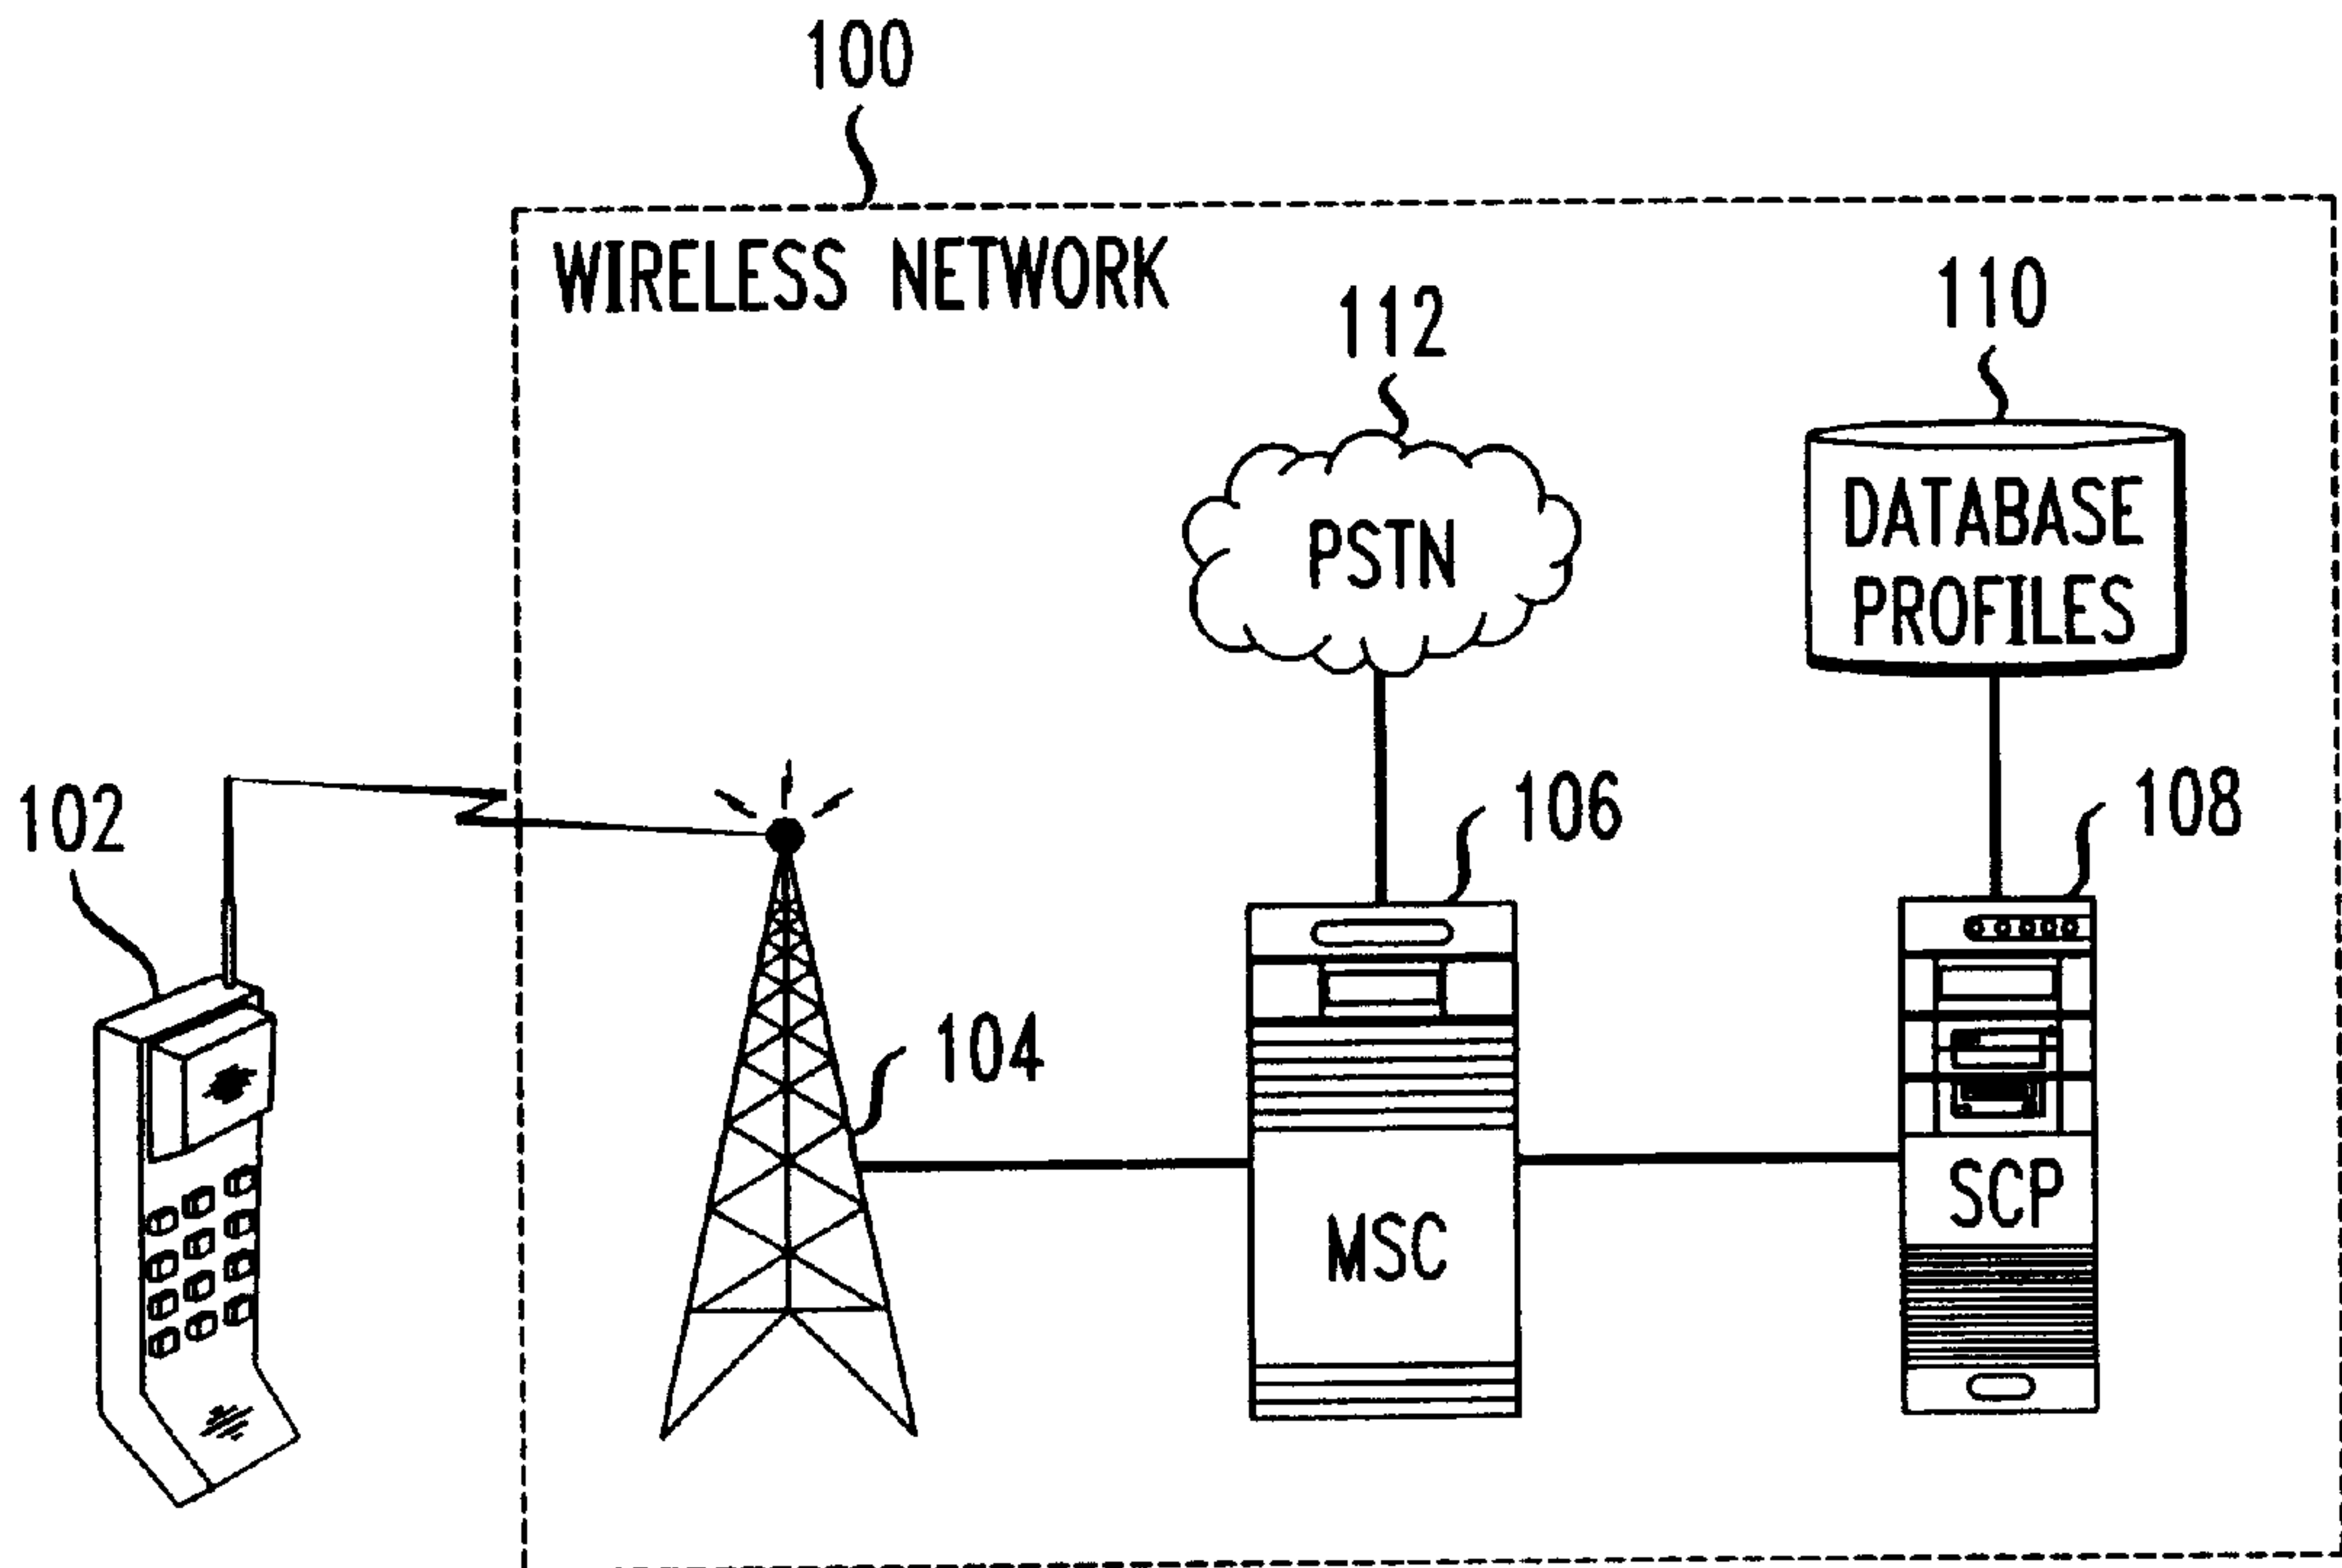 100
WIRELESS NETWORK
112
110
PSTN
DATABASE
PROFILES
102
106
108
104
MSC
SCP